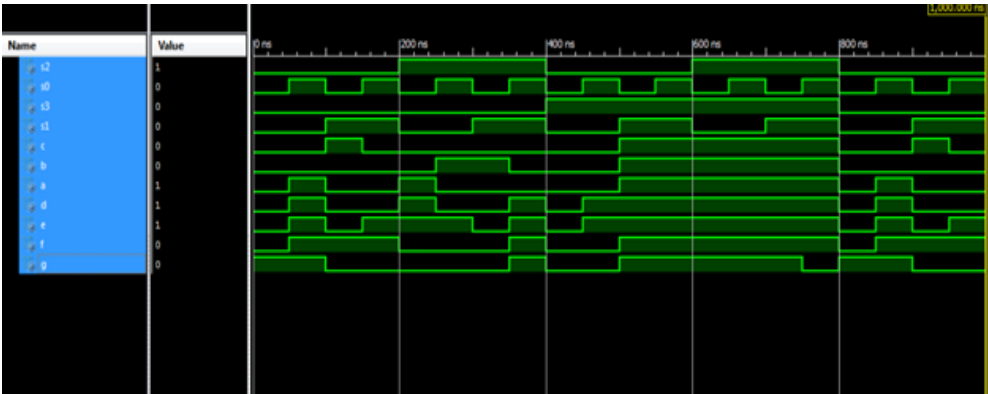 1,000.000 ns
Name Value 0 ns 200 ns 400 ns 600 ns 800 ns
s2 1
s0 0
s3 0
s1 0
c 0
b 0
a 1
d 1
e 1
f 0
g 0